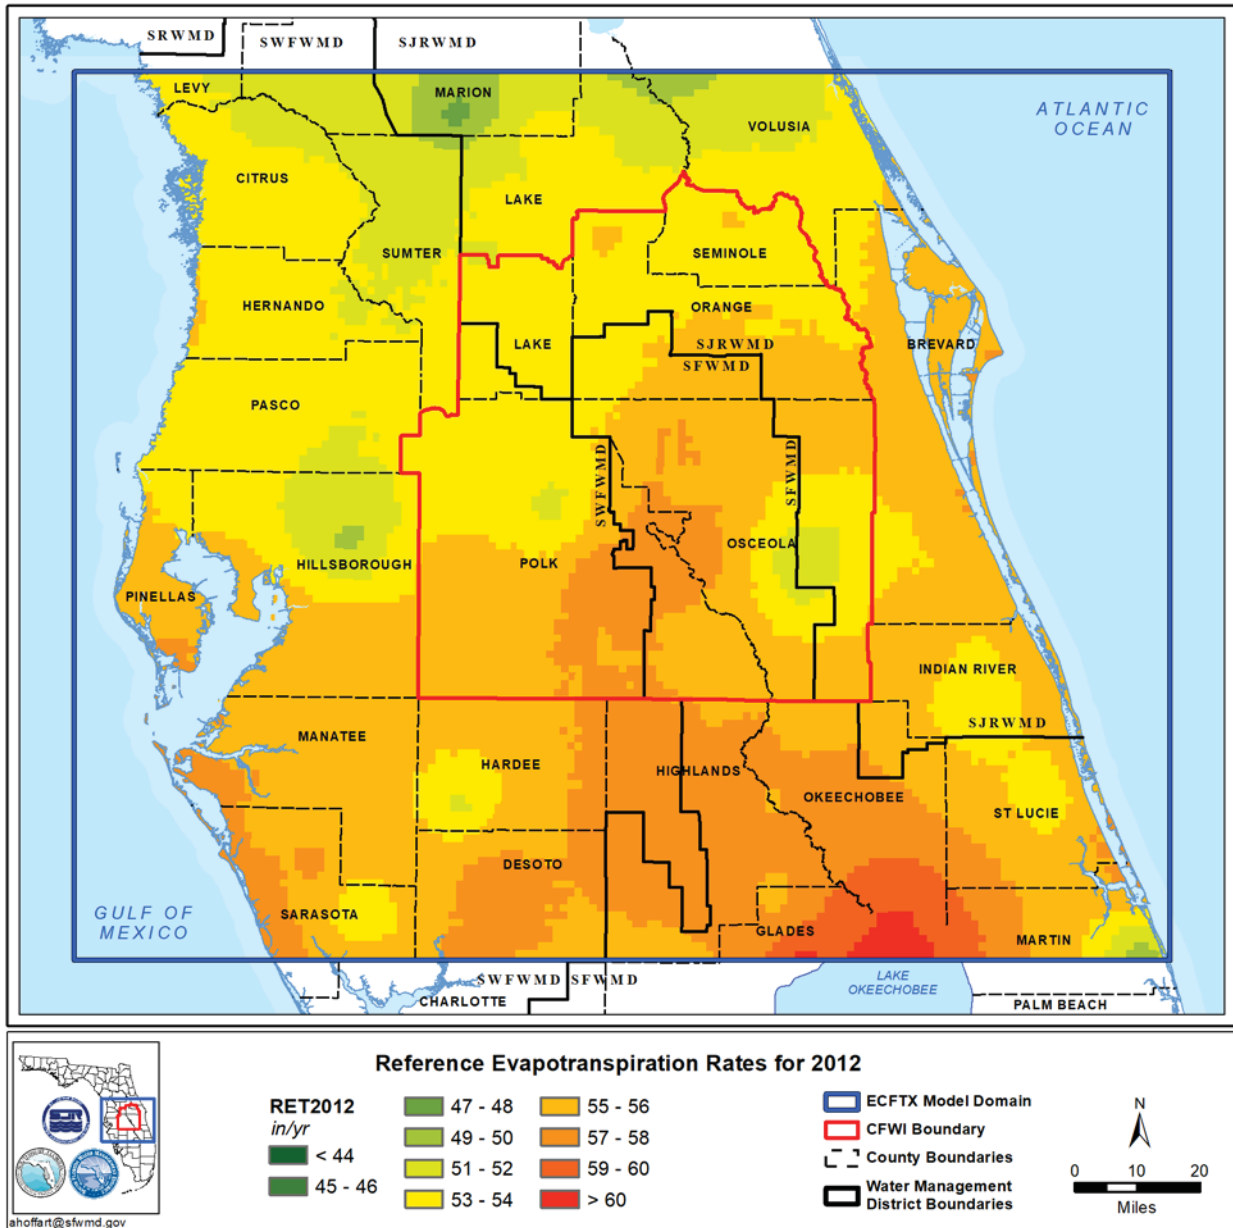 SRWMD
SWFWMD
SJRWMD
LEVY
MARION
VOLUSIA
ATLANTIC
OCEAN
CITRUS
LAKE
SUMTER
SEMINOLE
HERNANDO
ORANGE
LAKE
SJRWMD
SFWMD
BREVARD
PASCO
SWFWMD
SFWMD
OSCEOLA
HILLSBOROUGH
POLK
PINELLAS
INDIAN RIVER
SJRWMD
MANATEE
HARDEE
HIGHLANDS
OKEECHOBEE
ST LUCIE
DESOTO
SARASOTA
GULF OF
MEXICO
GLADES
MARTIN
SWFWMD
SFWMD
LAKE
OKEECHOBEE
CHARLOTTE
PALM BEACH
Reference Evapotranspiration Rates for 2012
RET2012
in/yr
< 44
45 - 46
47 - 48
49 - 50
51 - 52
53 - 54
55 - 56
57 - 58
59 - 60
> 60
ECFTX Model Domain
CFWI Boundary
County Boundaries
Water Management
District Boundaries
N
0 10 20
Miles
SJR
ahoffart@sfwmd.gov